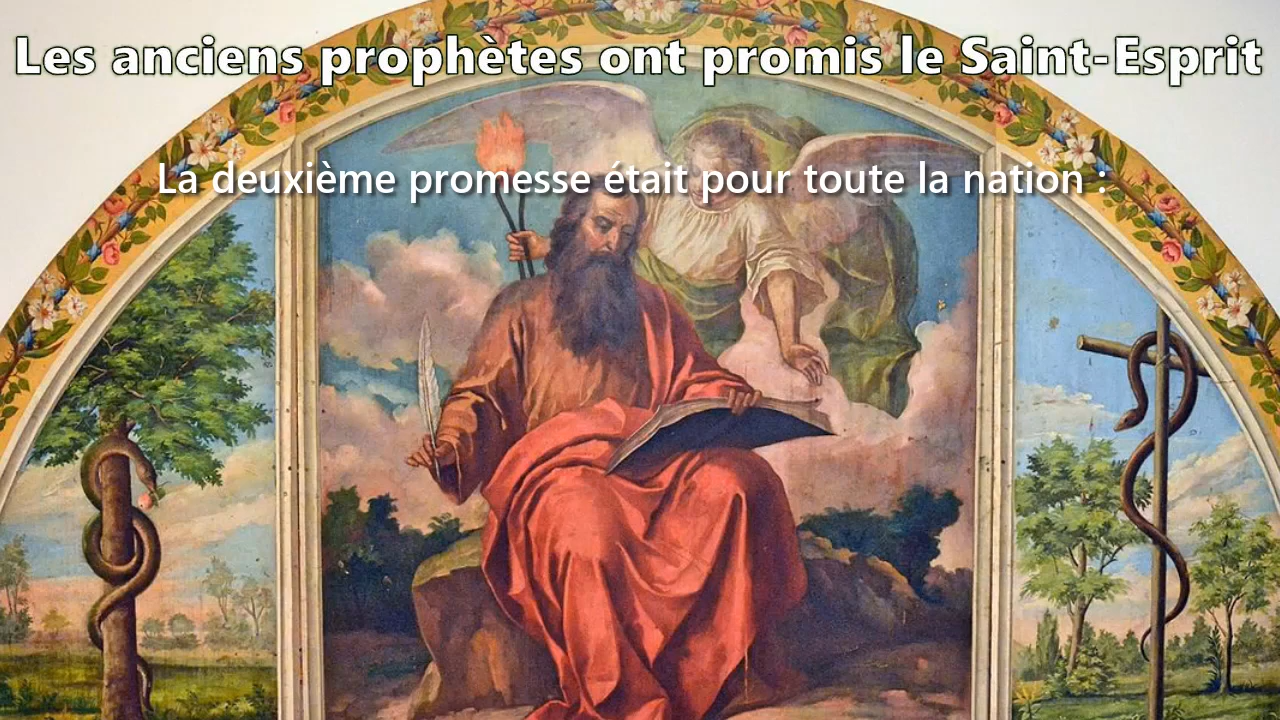 Les anciens prophètes ont promis le Saint-Esprit
La deuxième promesse était pour toute la nation :